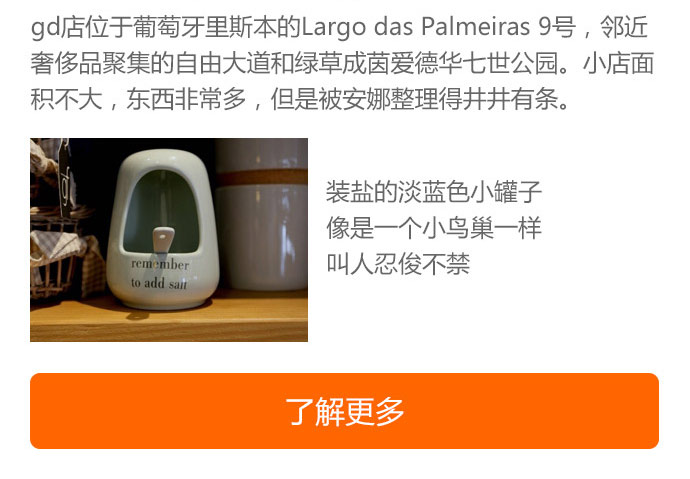 gd店位于葡萄牙里斯本的Largo das Palmeiras 9号，邻近
奢侈品聚集的自由大道和绿草成茵爱德华七世公园。小店面
积不大，东西非常多，但是被安娜整理得井井有条。
装盐的淡蓝色小罐子
像是一个小鸟巢一样
叫人忍俊不禁
remember
to add salt
了解更多